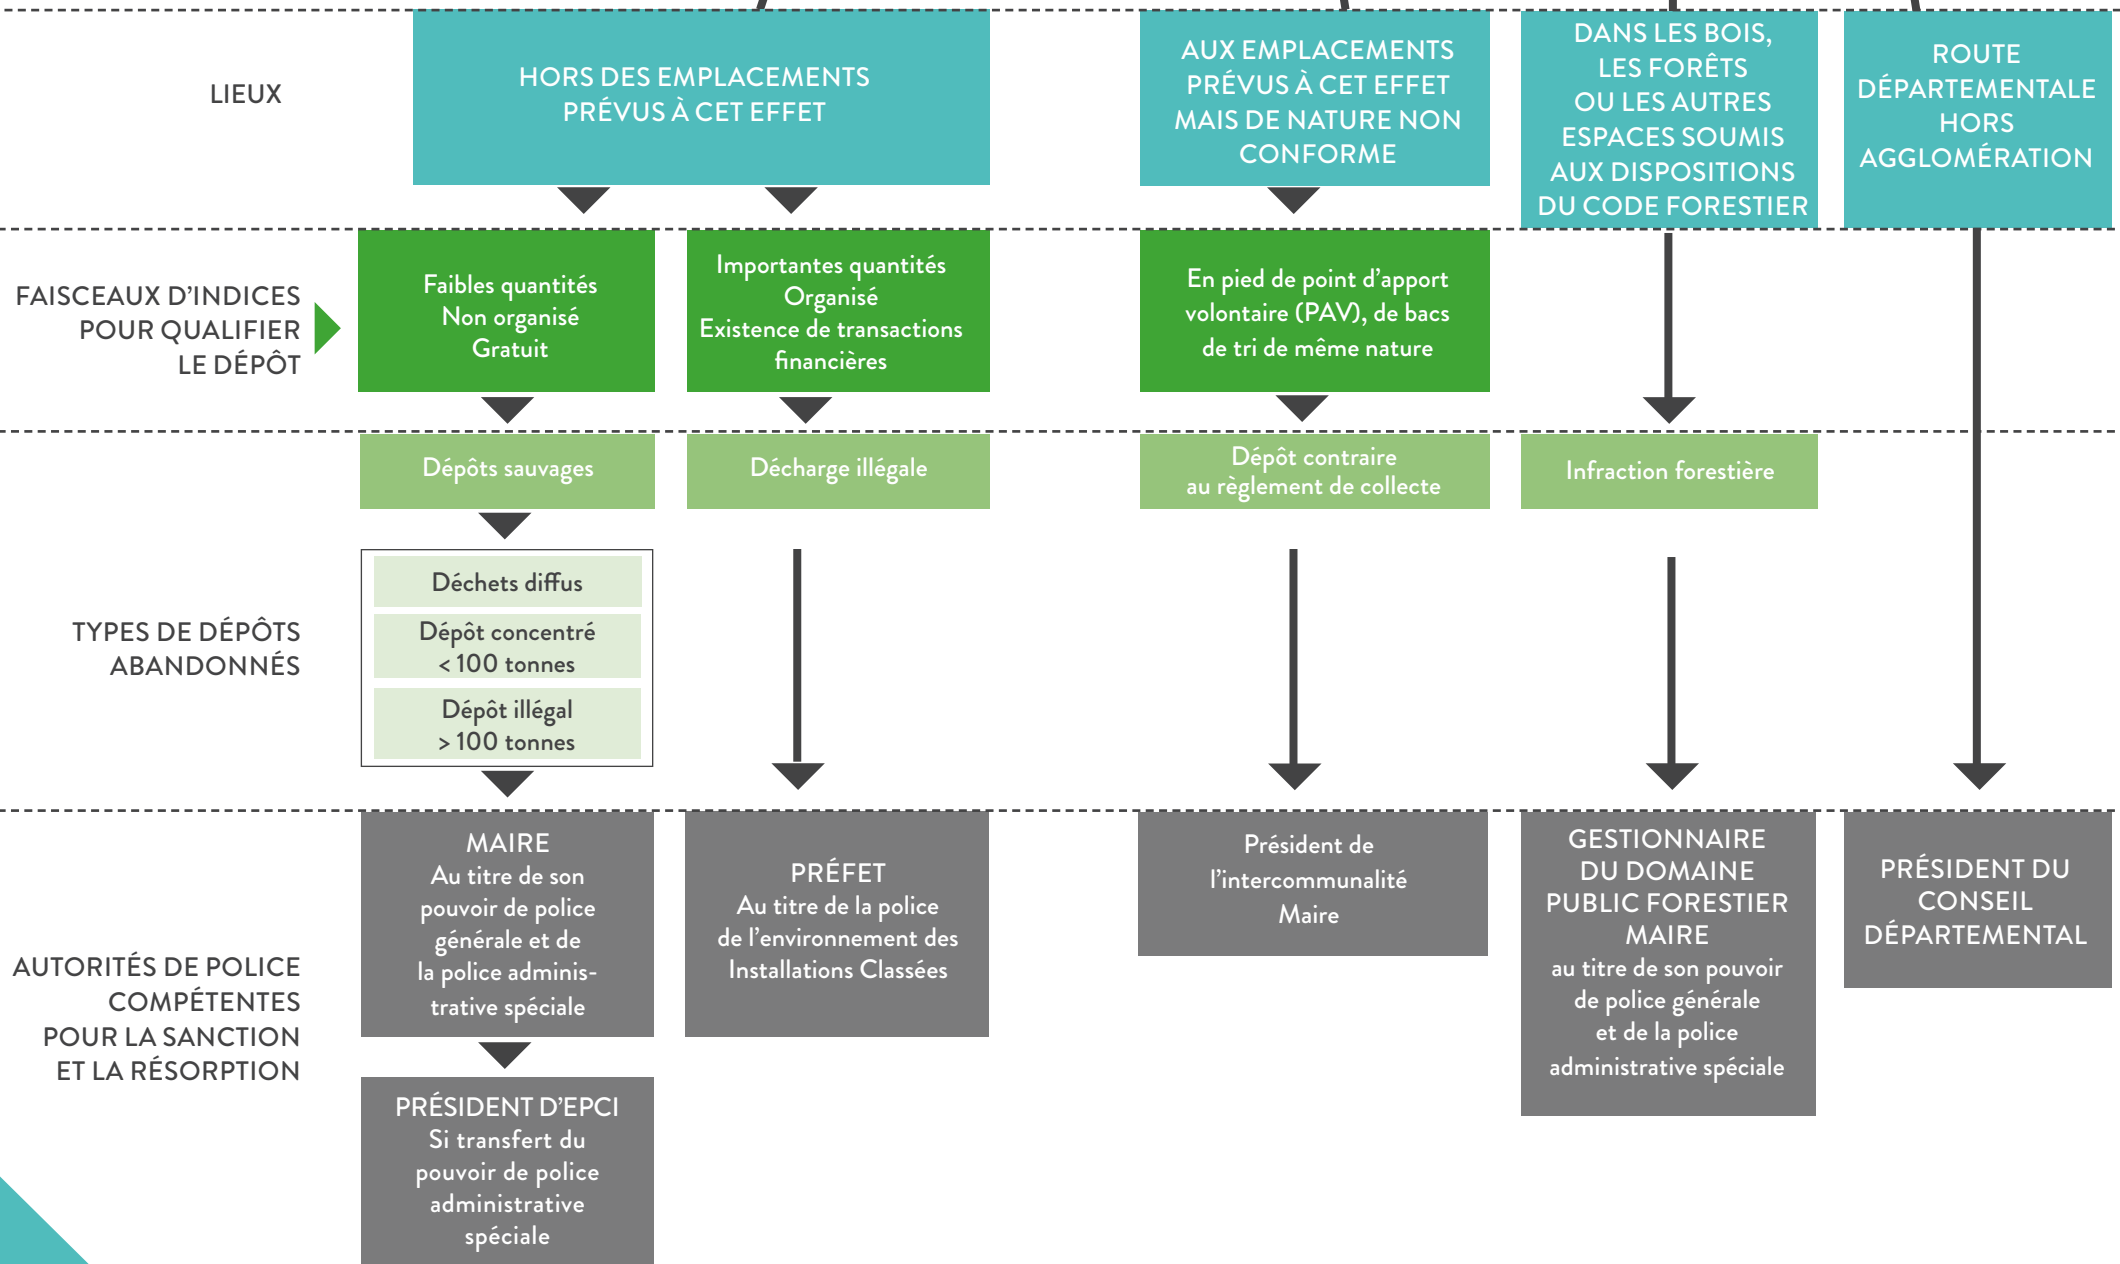 LIEUX
HORS DES EMPLACEMENTS
PRÉVUS À CET EFFET
AUX EMPLACEMENTS
PRÉVUS À CET EFFET
MAIS DE NATURE NON
CONFORME
DANS LES BOIS,
LES FORÊTS
OU LES AUTRES
ESPACES SOUMIS
AUX DISPOSITIONS
DU CODE FORESTIER
ROUTE
DÉPARTEMENTALE
HORS
AGGLOMÉRATION
FAISCEAUX D'INDICES
POUR QUALIFIER
LE DÉPÔT
Faibles quantités
Non organisé
Gratuit
Importantes quantités
Organisé
Existence de transactions
financières
En pied de point d'apport
volontaire (PAV), de bacs
de tri de même nature
TYPES DE DÉPÔTS
ABANDONNÉS
Dépôts sauvages
Décharge illégale
Dépôt contraire
au règlement de collecte
Infraction forestière
Déchets diffus
Dépôt concentré
< 100 tonnes
Dépôt illégal
> 100 tonnes
AUTORITÉS DE POLICE
COMPÉTENTES
POUR LA SANCTION
ET LA RÉSORPTION
MAIRE
Au titre de son
pouvoir de police
générale et de
la police adminis-
trative spéciale
PRÉFET
Au titre de la police
de l'environnement des
Installations Classées
Président de
l'intercommunalité
Maire
GESTIONNAIRE
DU DOMAINE
PUBLIC FORESTIER
MAIRE
au titre de son pouvoir
de police générale
et de la police
administrative spéciale
PRÉSIDENT DU
CONSEIL
DÉPARTEMENTAL
PRÉSIDENT D'EPCI
Si transfert du
pouvoir de police
administrative
spéciale